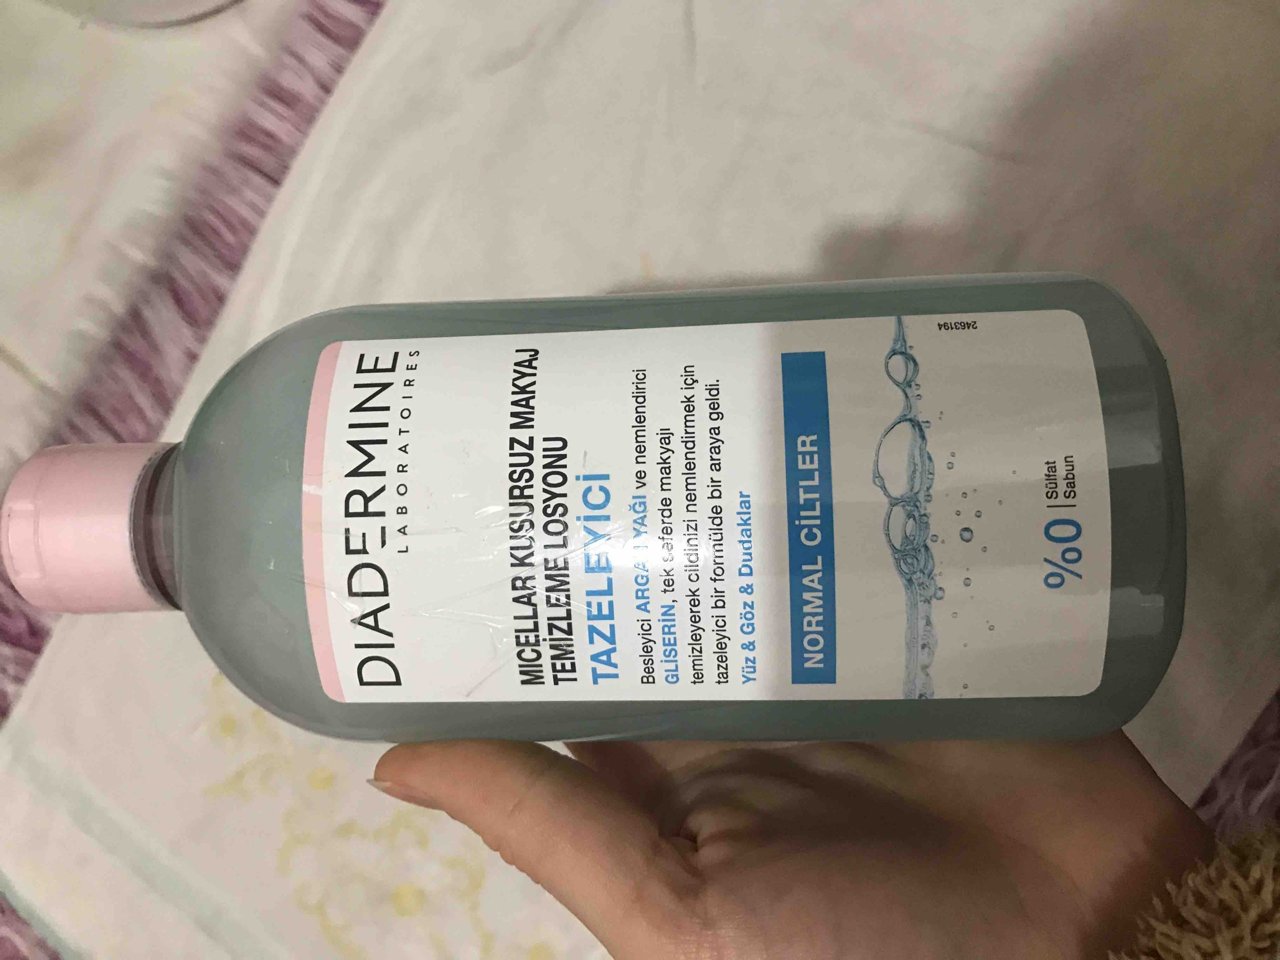 DIADERMINE
LABORATOIRES
MICELLAR KUSURSUZ MAKYAJ
TEMİZLEME LOSYONU
TAZELEYİCİ
Besleyici ARGAN YAĞI ve nemlendirici
GLİSERİN, tek seferde makyajı
temizleyerek cildinizi nemlendirmek için
tazeleyici bir formülde bir araya geldi.
Yüz & Göz & Dudaklar
NORMAL CİLTLER
2463194
%0 | Sülfat
Sabun